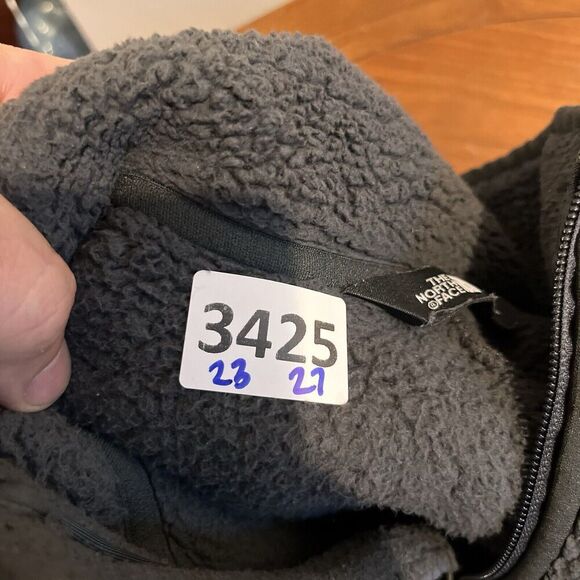 3425
23 27
THE
NORTH
©FACE